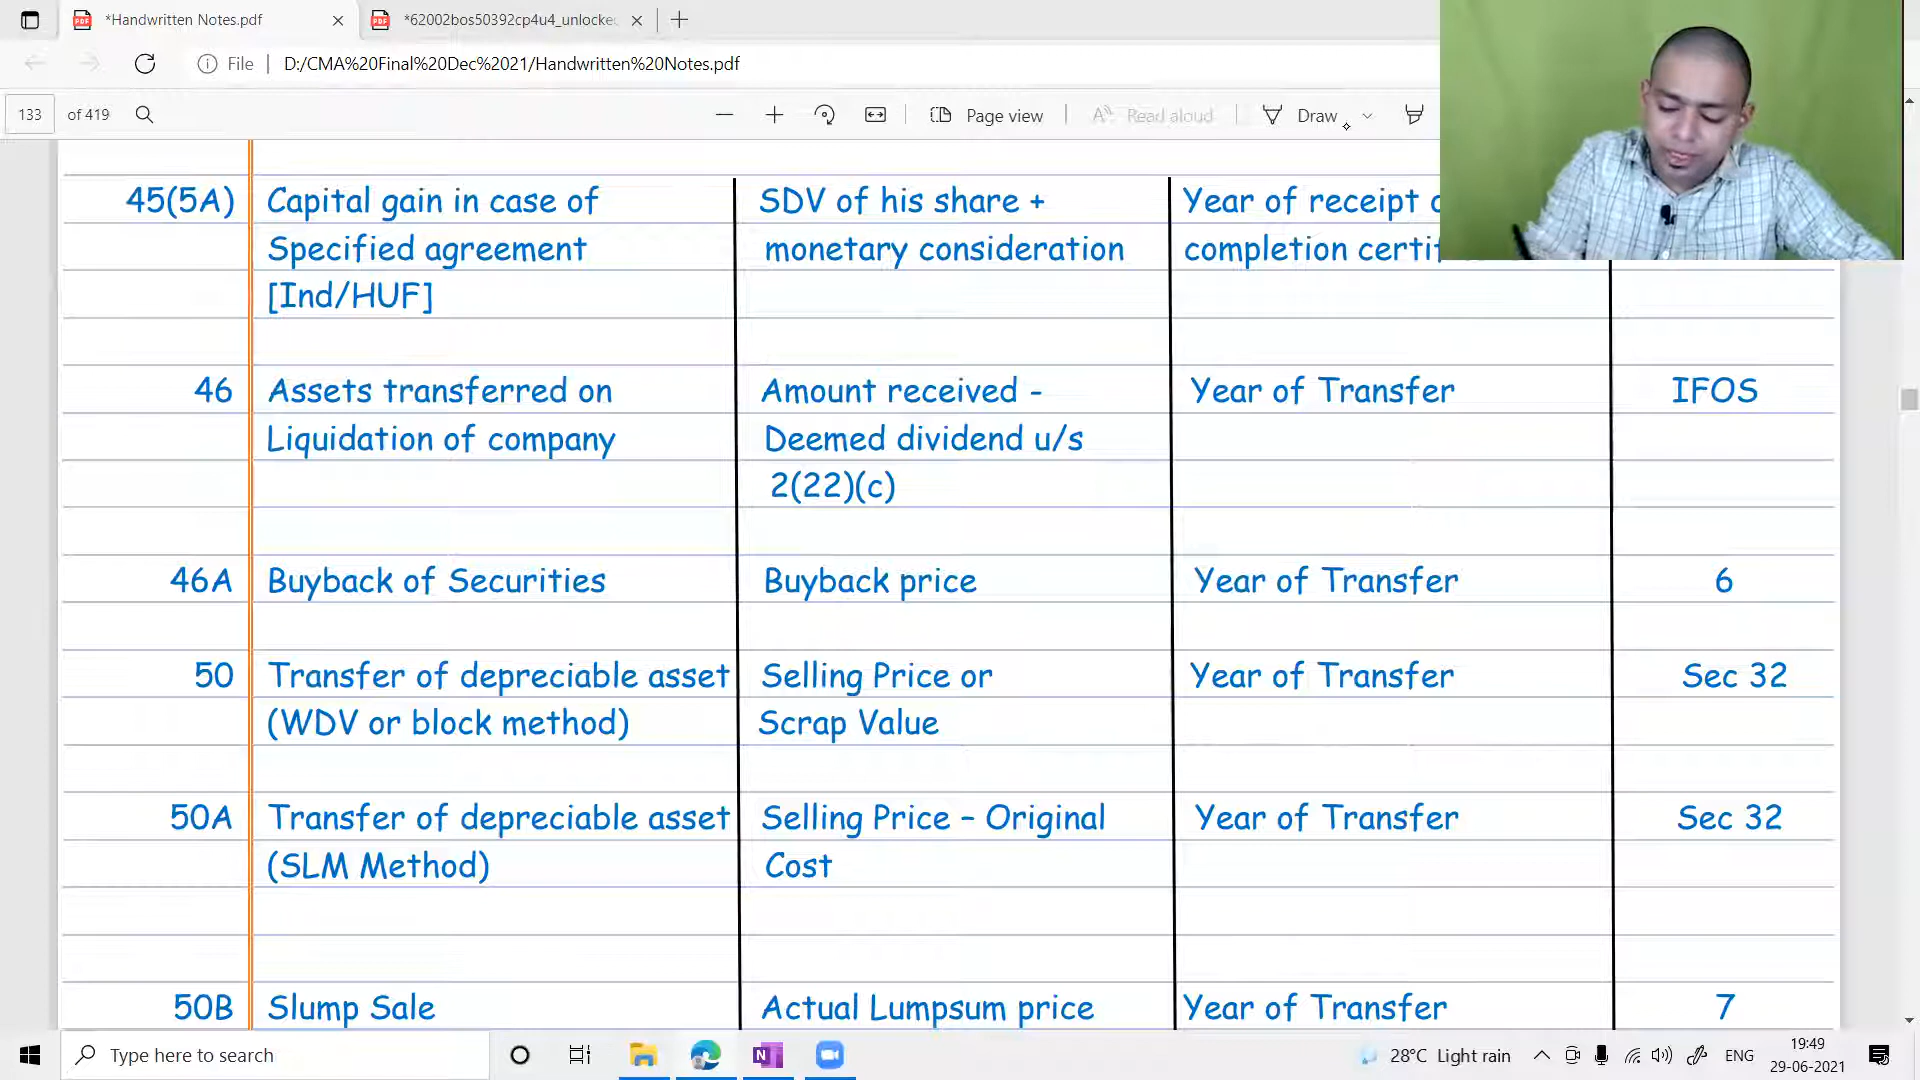 *Handwritten Notes.pdf
*62002bos50392cp4u4_unlocke
File D:/CMA%20Final%20Dec%2021/Handwritten%20Notes.pdf
133 of 419
Page view
Read aloud
Draw
45(5A) Capital gain in case of SDV of his share + Year of receipt
Specified agreement monetary consideration completion certi
[Ind/HUF]
46 Assets transferred on Amount received - Year of Transfer IFOS
Liquidation of company Deemed dividend u/s
2(22)(c)
46A Buyback of Securities Buyback price Year of Transfer 6
50 Transfer of depreciable asset Selling Price or Year of Transfer Sec 32
(WDV or block method) Scrap Value
50A Transfer of depreciable asset Selling Price – Original Year of Transfer Sec 32
(SLM Method) Cost
50B Slump Sale Actual Lumpsum price Year of Transfer 7
Type here to search
28°C Light rain
ENG
19:49
29-06-2021